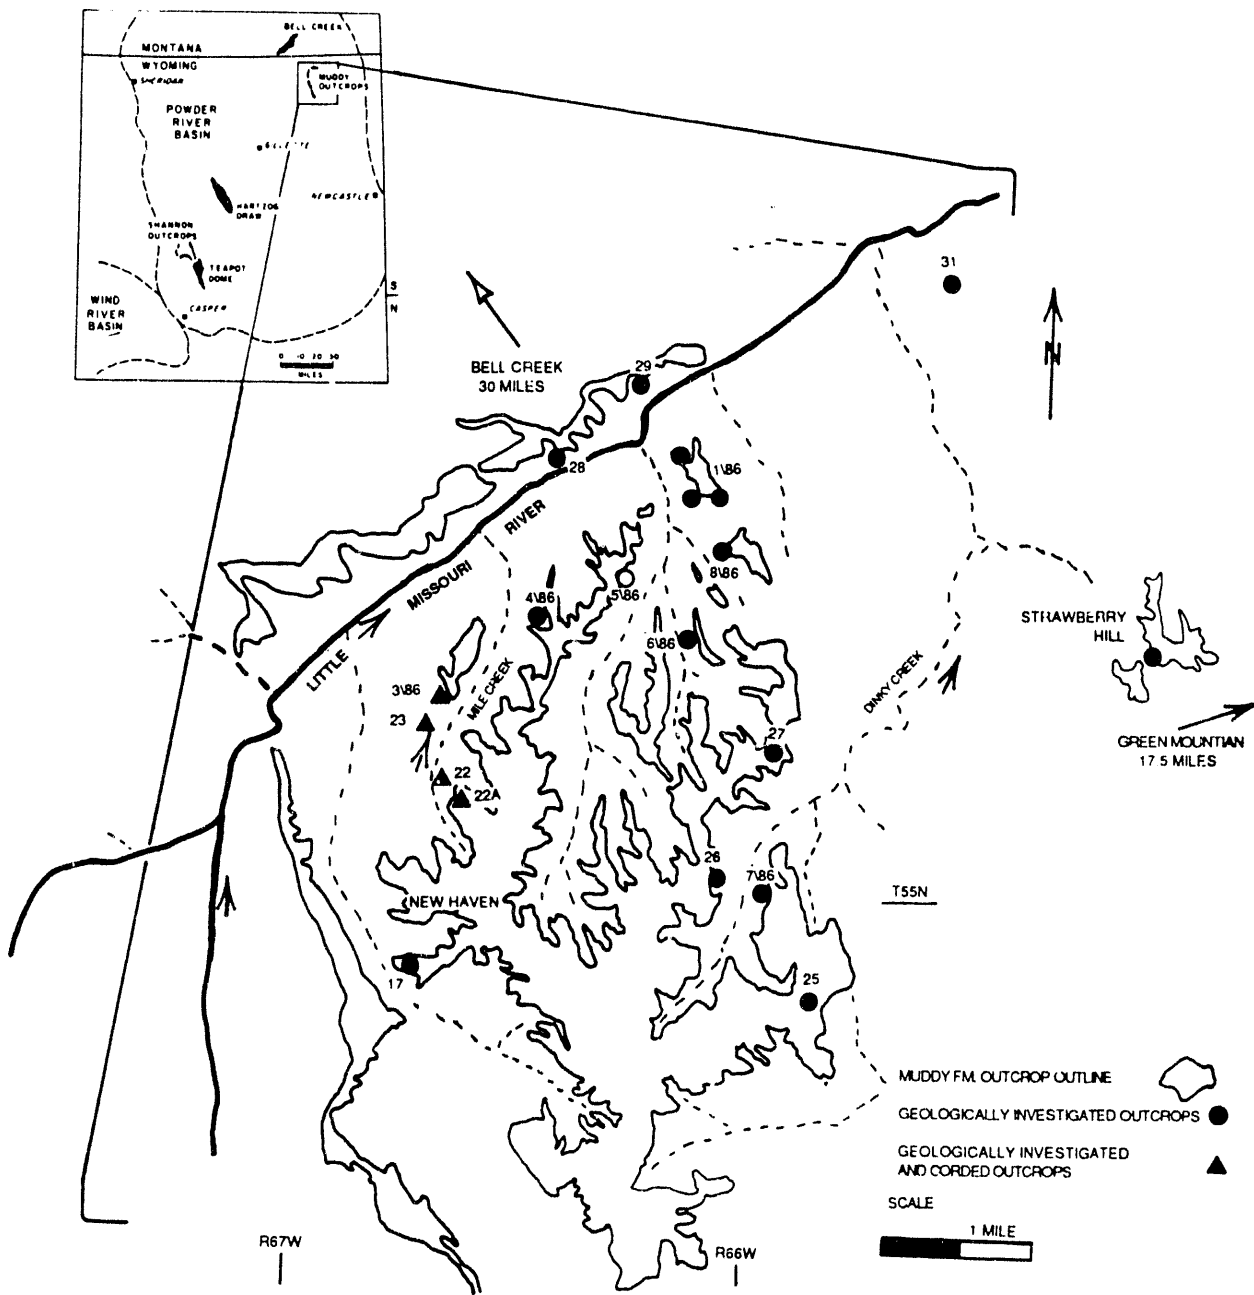 BELL CREEK
MONTANA
WYOMING
SHERIDAN
MUDDY
OUTCROPS
POWDER
RIVER
BASIN
GILLETTE
NEWCASTLE
HARTZOG
DRAW
SHANNON
OUTCROPS
TEAPOT
DOME
WIND
RIVER
BASIN
CASPER
S
N
MILES
31
N
BELL CREEK
30 MILES
29
28
1\86
RIVER
MISSOURI
LITTLE
8\86
5\86
4\86
6\86
STRAWBERRY
HILL
3\86
MILE CREEK
DINKY CREEK
23
27
GREEN MOUNTIAN
17.5 MILES
22
22A
26
7\86
T55N
NEW HAVEN
17
25
MUDDY FM. OUTCROP OUTLINE
GEOLOGICALLY INVESTIGATED OUTCROPS
GEOLOGICALLY INVESTIGATED
AND CORDED OUTCROPS
SCALE
1 MILE
R67W
R66W